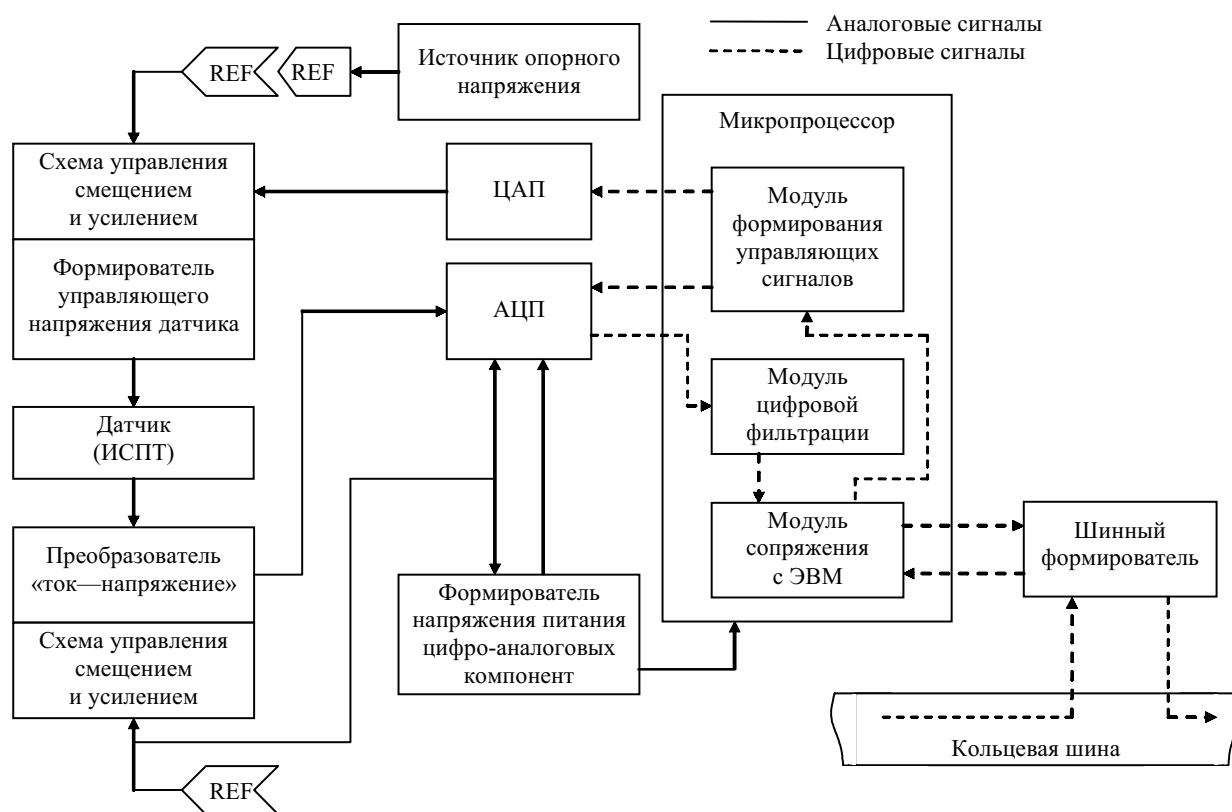 Аналоговые сигналы
Цифровые сигналы
REF
REF
Источник опорного
напряжения
Микропроцессор
Схема управления
смещением
и усилением
ЦАП
Модуль
формирования
управляющих
сигналов
Формирователь
управляющего
напряжения датчика
АЦП
Модуль
цифровой
фильтрации
Датчик
(ИСПТ)
Модуль
сопряжения
с ЭВМ
Шинный
формирователь
Преобразователь
«ток—напряжение»
Формирователь
напряжения питания
цифро-аналоговых
компонент
Схема управления
смещением
и усилением
Кольцевая шина
REF